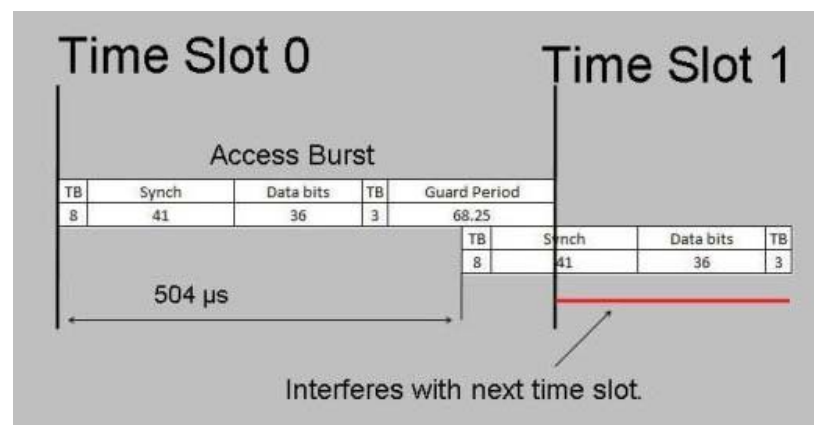 Time Slot 0
Time Slot 1
Access Burst
TB Synch Data bits TB Guard Period
8 41 36 3 68.25
TB Synch Data bits TB
8 41 36 3
504 µs
Interferes with next time slot.